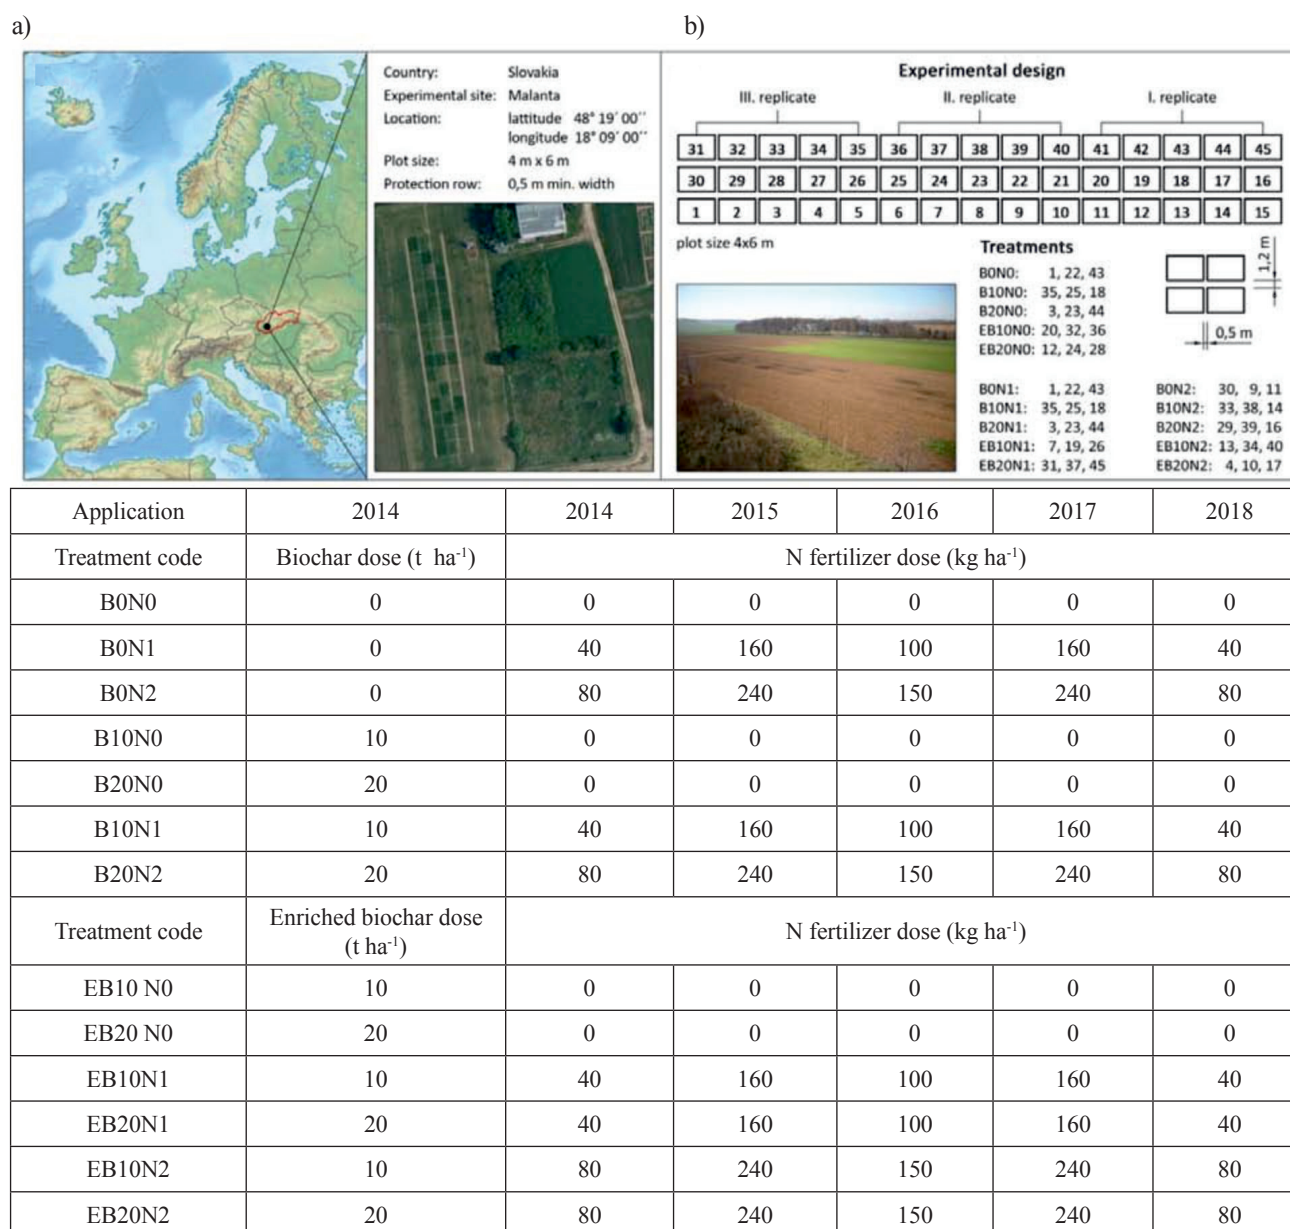 a)
Country: Slovakia
Experimental site: Malanta
Location: lattitude 48° 19´ 00´´
longitude 18° 09´ 00´´
Plot size: 4 m x 6 m
Protection row: 0,5 m min. width
b)
Experimental design
III. replicate II. replicate I. replicate
31 32 33 34 35 36 37 38 39 40 41 42 43 44 45
30 29 28 27 26 25 24 23 22 21 20 19 18 17 16
1 2 3 4 5 6 7 8 9 10 11 12 13 14 15
plot size 4x6 m
Treatments
B0N0: 1, 22, 43
B10N0: 35, 25, 18
B20N0: 3, 23, 44
EB10N0: 20, 32, 36
EB20N0: 12, 24, 28
1,2 m
0,5 m
B0N1: 1, 22, 43
B10N1: 35, 25, 18
B20N1: 3, 23, 44
EB10N1: 7, 19, 26
EB20N1: 31, 37, 45
B0N2: 30, 9, 11
B10N2: 33, 38, 14
B20N2: 29, 39, 16
EB10N2: 13, 34, 40
EB20N2: 4, 10, 17
Application 2014 2014 2015 2016 2017 2018
Treatment code Biochar dose (t ha-1) N fertilizer dose (kg ha-1)
B0N0 0 0 0 0 0 0
B0N1 0 40 160 100 160 40
B0N2 0 80 240 150 240 80
B10N0 10 0 0 0 0 0
B20N0 20 0 0 0 0 0
B10N1 10 40 160 100 160 40
B20N2 20 80 240 150 240 80
Treatment code Enriched biochar dose (t ha-1) N fertilizer dose (kg ha-1)
EB10 N0 10 0 0 0 0 0
EB20 N0 20 0 0 0 0 0
EB10N1 10 40 160 100 160 40
EB20N1 20 40 160 100 160 40
EB10N2 10 80 240 150 240 80
EB20N2 20 80 240 150 240 80